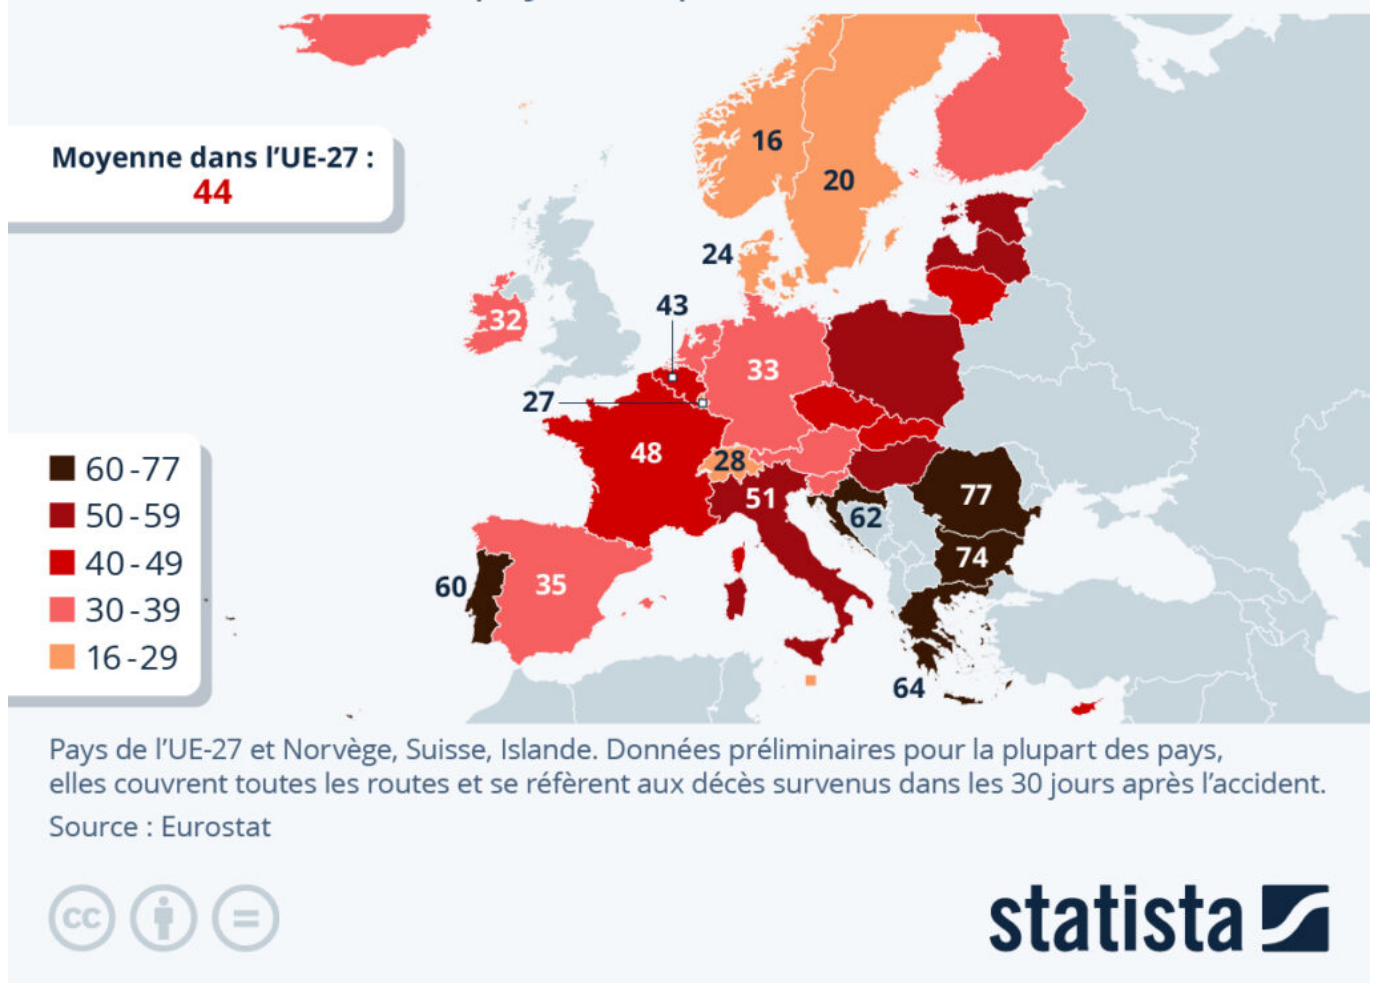 Moyenne dans l’UE-27 :
44
16
20
24
43
32
33
27
48
28
51
77
62
74
60
35
64
60 - 77
50 - 59
40 - 49
30 - 39
16 - 29
Pays de l’UE-27 et Norvège, Suisse, Islande. Données préliminaires pour la plupart des pays,
elles couvrent toutes les routes et se réfèrent aux décès survenus dans les 30 jours après l’accident.
Source : Eurostat
cc
statista